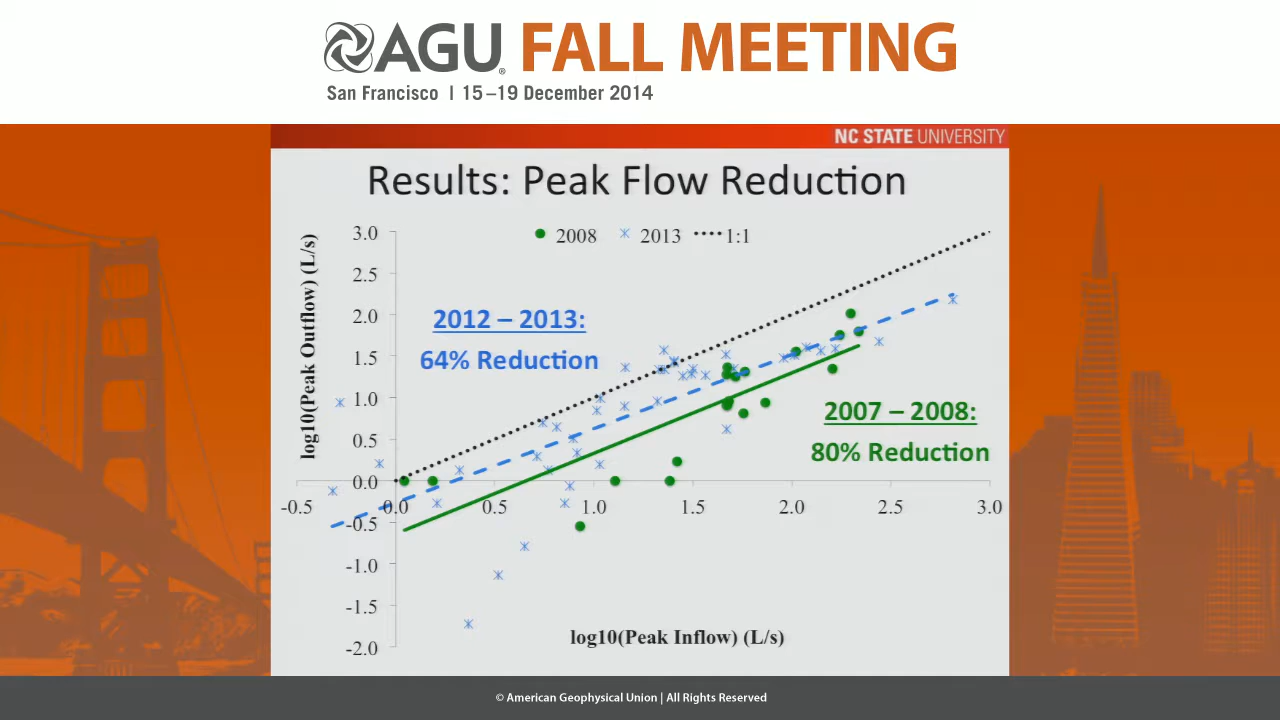 AGU FALL MEETING
San Francisco | 15–19 December 2014
NC STATE UNIVERSITY
Results: Peak Flow Reduction
2008 2013 1:1
log10(Peak Outflow) (L/s)
3.0
2.5
2.0
1.5
1.0
0.5
0.0
-0.5
-1.0
-1.5
-2.0
2012 – 2013:
64% Reduction
2007 – 2008:
80% Reduction
-0.5 0.0 0.5 1.0 1.5 2.0 2.5 3.0
log10(Peak Inflow) (L/s)
© American Geophysical Union | All Rights Reserved